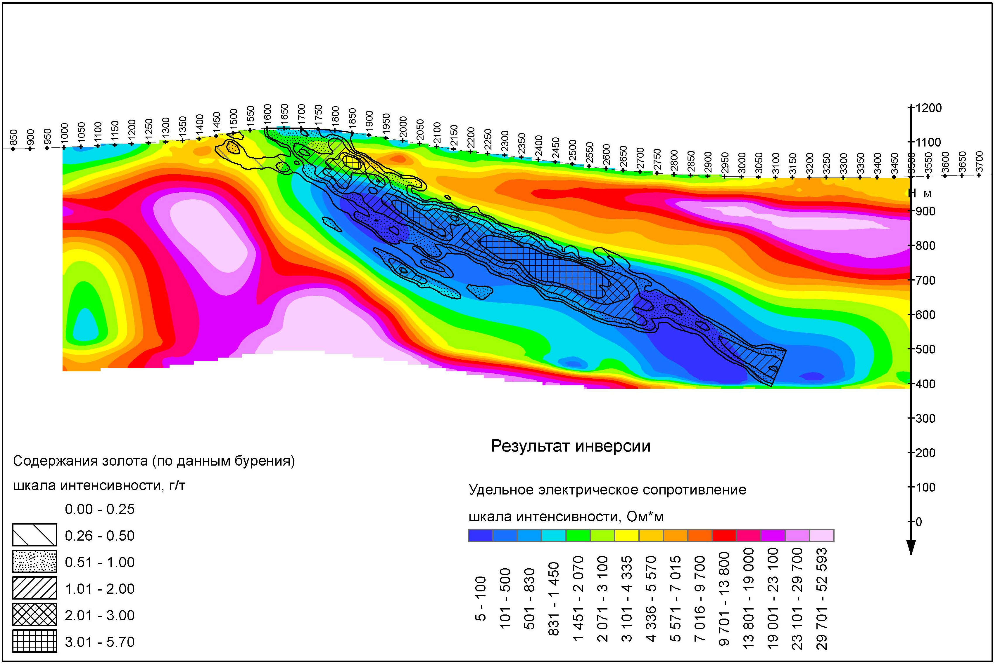 850 900 950 1000 1050 1100 1150 1200 1250 1300 1350 1400 1450 1500 1550 1600 1650 1700 1750 1800 1850 1900 1950 2000 2050 2100 2150 2200 2250 2300 2350 2400 2450 2500 2550 2600 2650 2700 2750 2800 2850 2900 2950 3000 3050 3100 3150 3200 3250 3300 3350 3400 3450 3500 3550 3600 3650 3700
1200
1100
Н м
900
800
700
600
500
400
300
200
100
0
Результат инверсии
Содержания золота (по данным бурения)
шкала интенсивности, г/т
0.00 - 0.25
0.26 - 0.50
0.51 - 1.00
1.01 - 2.00
2.01 - 3.00
3.01 - 5.70
Удельное электрическое сопротивление
шкала интенсивности, Ом*м
5 - 100
101 - 500
501 - 830
831 - 1 450
1 451 - 2 070
2 071 - 3 100
3 101 - 4 335
4 336 - 5 570
5 571 - 7 015
7 016 - 9 700
9 701 - 13 800
13 801 - 19 000
19 001 - 23 100
23 101 - 29 700
29 701 - 52 593